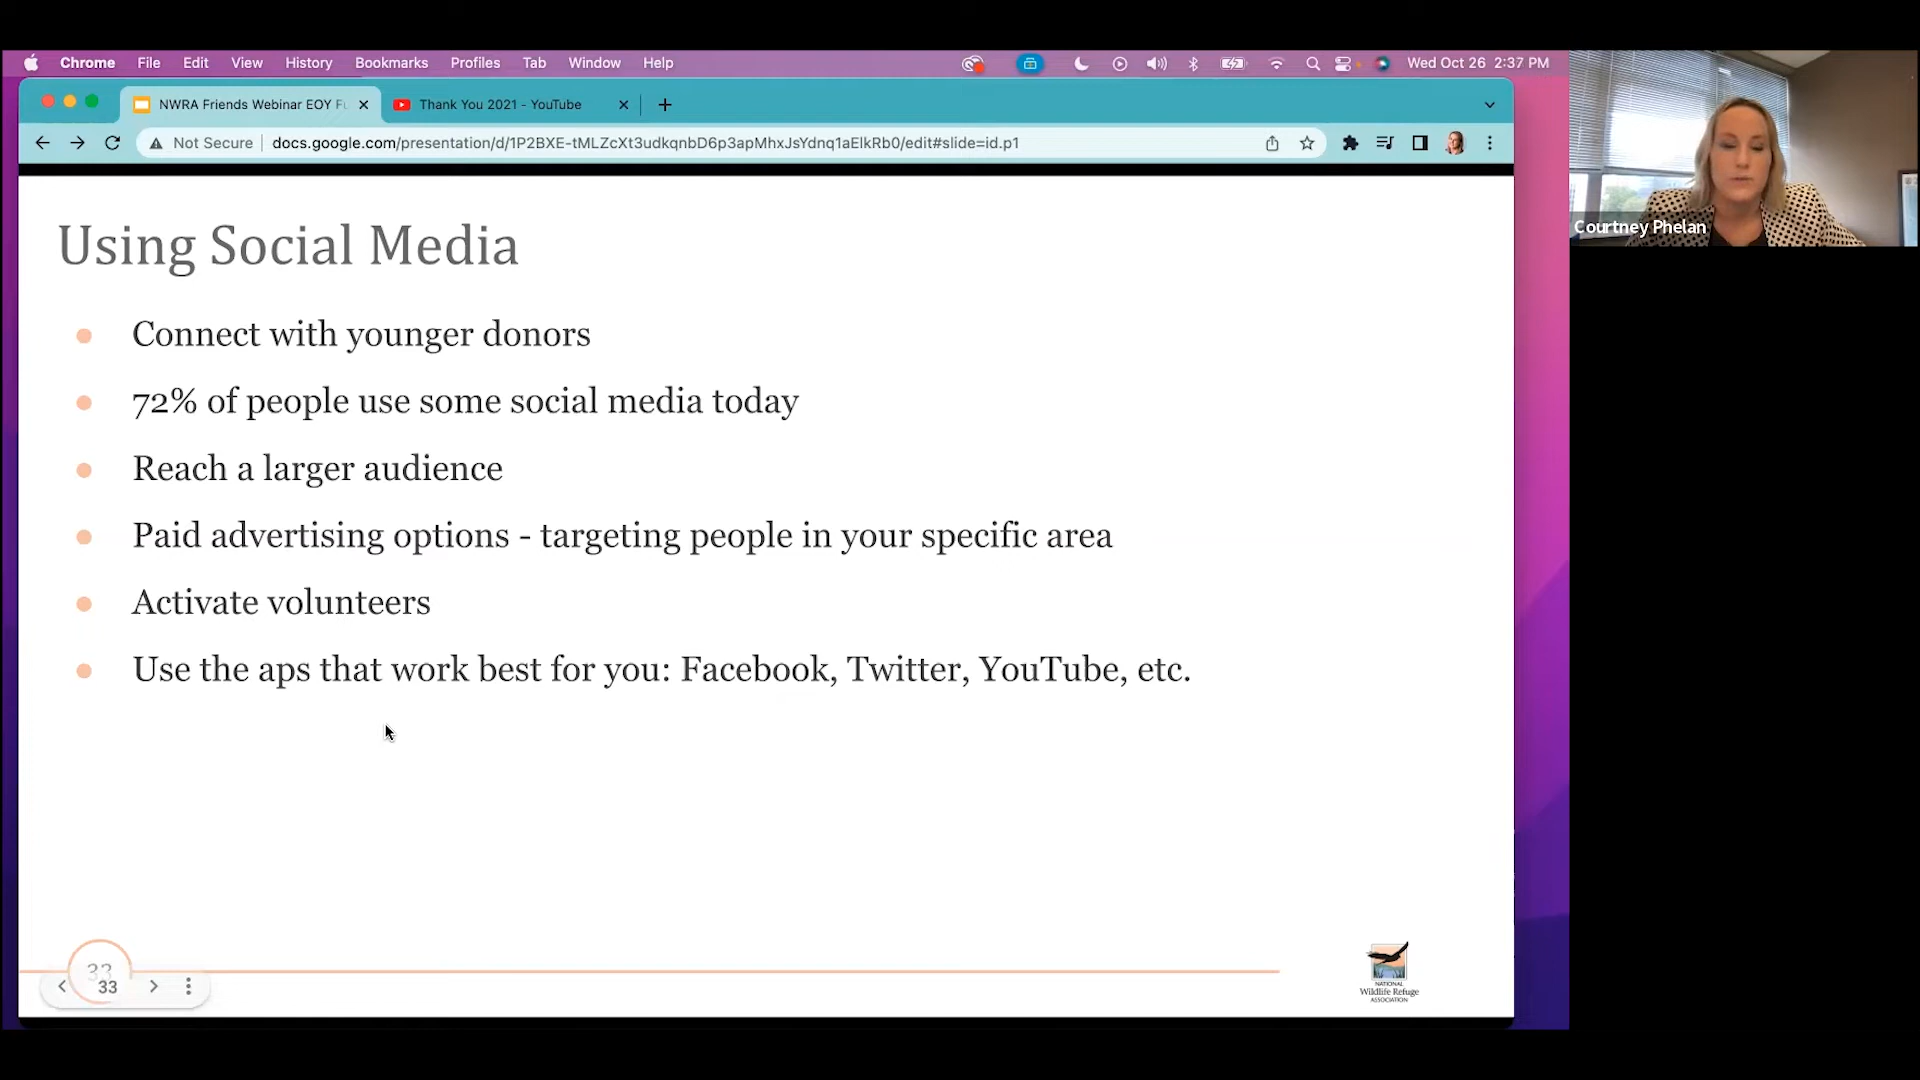 Chrome File Edit View History Bookmarks Profiles Tab Window Help Wed Oct 26 2:37 PM
NWRA Friends Webinar EOY Fu Thank You 2021 - YouTube
Not Secure docs.google.com/presentation/d/1P2BXE-tMLZcXt3udkqnbD6p3apMhxJsYdnq1aElkRb0/edit#slide=id.p1
Courtney Phelan
Using Social Media
Connect with younger donors
72% of people use some social media today
Reach a larger audience
Paid advertising options - targeting people in your specific area
Activate volunteers
Use the aps that work best for you: Facebook, Twitter, YouTube, etc.
33
33
NATIONAL
Wildlife Refuge
ASSOCIATION